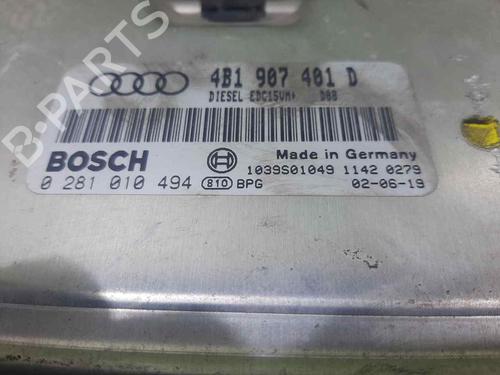 4B1 907 401 D
DIESEL EDC15VM+ D08
BOSCH
Made in Germany
1039S01049 1142 0279
0 281 010 494 810 BPG 02-06-19
B-PARTS